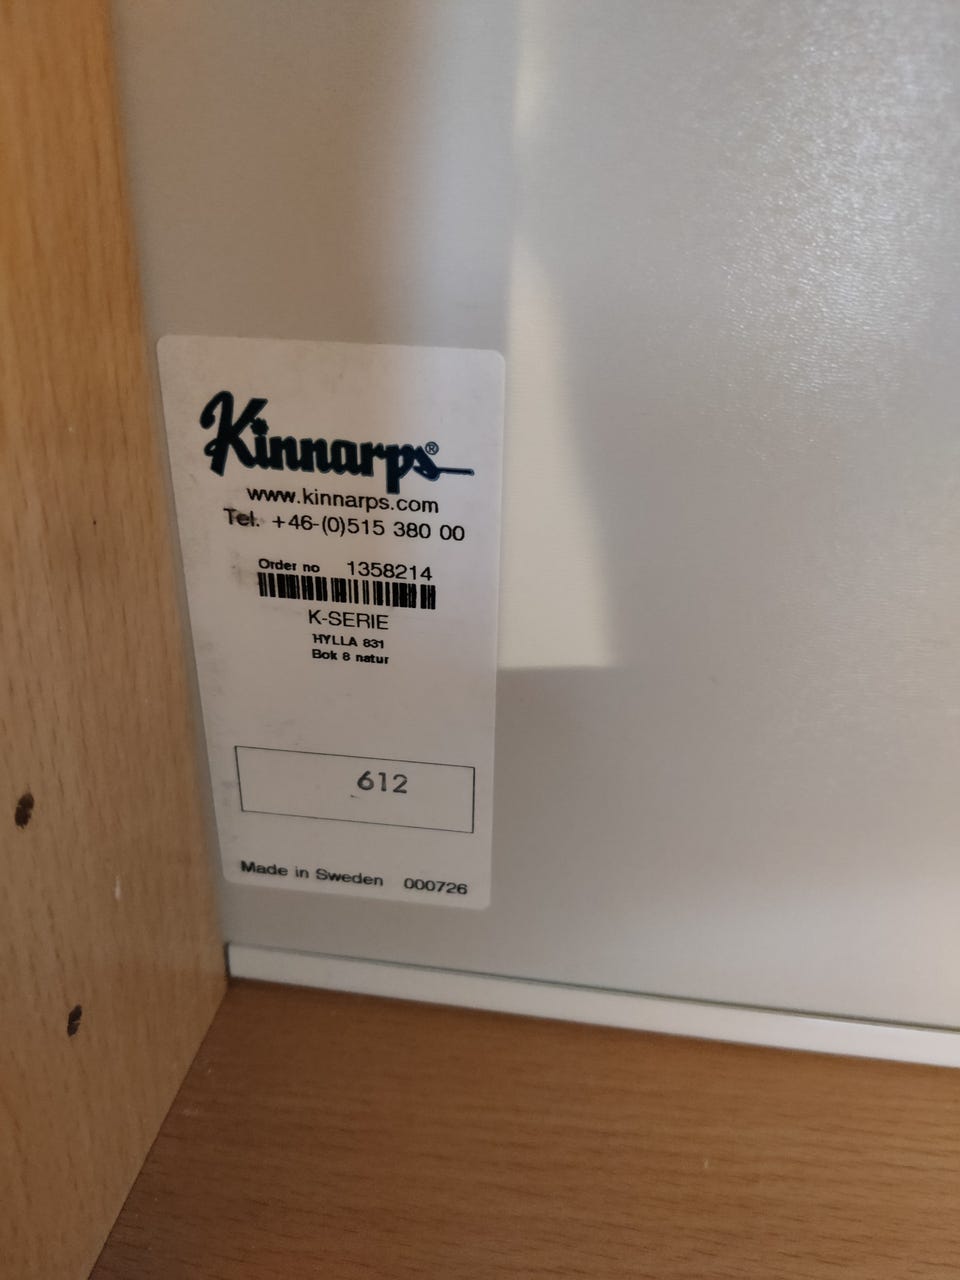 Kinnarps®
www.kinnarps.com
Tel. +46-(0)515 380 00
Order no 1358214
K-SERIE
HYLLA 831
Bok 8 natur
612
Made in Sweden 000726